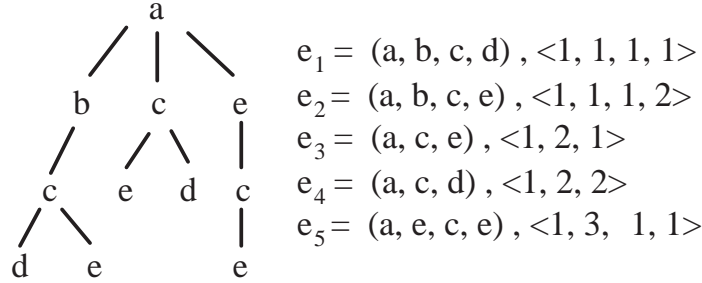 a
b c e
c e d c
d e e
e1 = (a, b, c, d) , <1, 1, 1, 1>
e2 = (a, b, c, e) , <1, 1, 1, 2>
e3 = (a, c, e) , <1, 2, 1>
e4 = (a, c, d) , <1, 2, 2>
e5 = (a, e, c, e) , <1, 3, 1, 1>